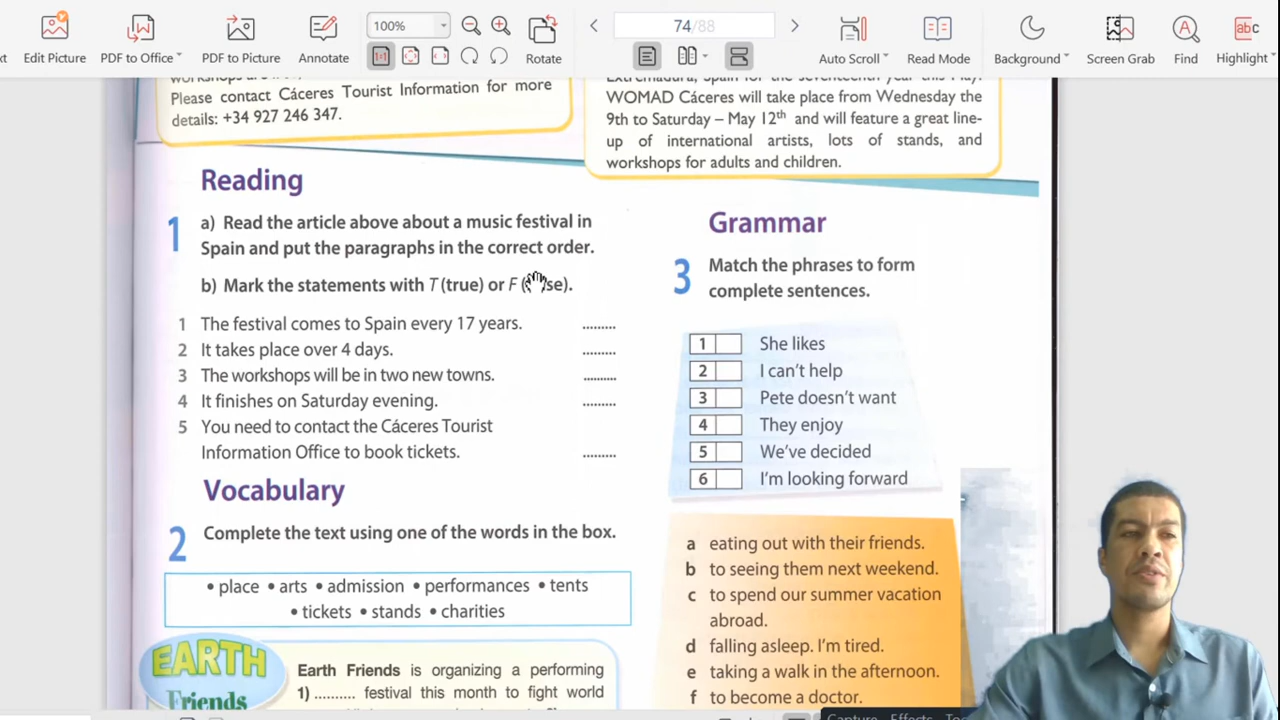 Edit Picture
PDF to Office
PDF to Picture
Annotate
100%
Rotate
74/88
Auto Scroll
Read Mode
Background
Screen Grab
Find
Highlight
Please contact Cáceres Tourist Information for more
details: +34 927 246 347.
Extremadura, Spain for the seventeenth year this May.
WOMAD Cáceres will take place from Wednesday the
9th to Saturday – May 12th and will feature a great line-
up of international artists, lots of stands, and
workshops for adults and children.
Reading
1 a) Read the article above about a music festival in
Spain and put the paragraphs in the correct order.
b) Mark the statements with T (true) or F
1 The festival comes to Spain every 17 years. .........
2 It takes place over 4 days. .........
3 The workshops will be in two new towns. .........
4 It finishes on Saturday evening. .........
5 You need to contact the Cáceres Tourist
Information Office to book tickets. .........
Vocabulary
2 Complete the text using one of the words in the box.
• place • arts • admission • performances • tents
• tickets • stands • charities
EARTH
Friends
Earth Friends is organizing a performing
1) .......... festival this month to fight world
Grammar
3 Match the phrases to form
complete sentences.
1 She likes
2 I can't help
3 Pete doesn't want
4 They enjoy
5 We've decided
6 I'm looking forward
a eating out with their friends.
b to seeing them next weekend.
c to spend our summer vacation
abroad.
d falling asleep. I'm tired.
e taking a walk in the afternoon.
f to become a doctor.